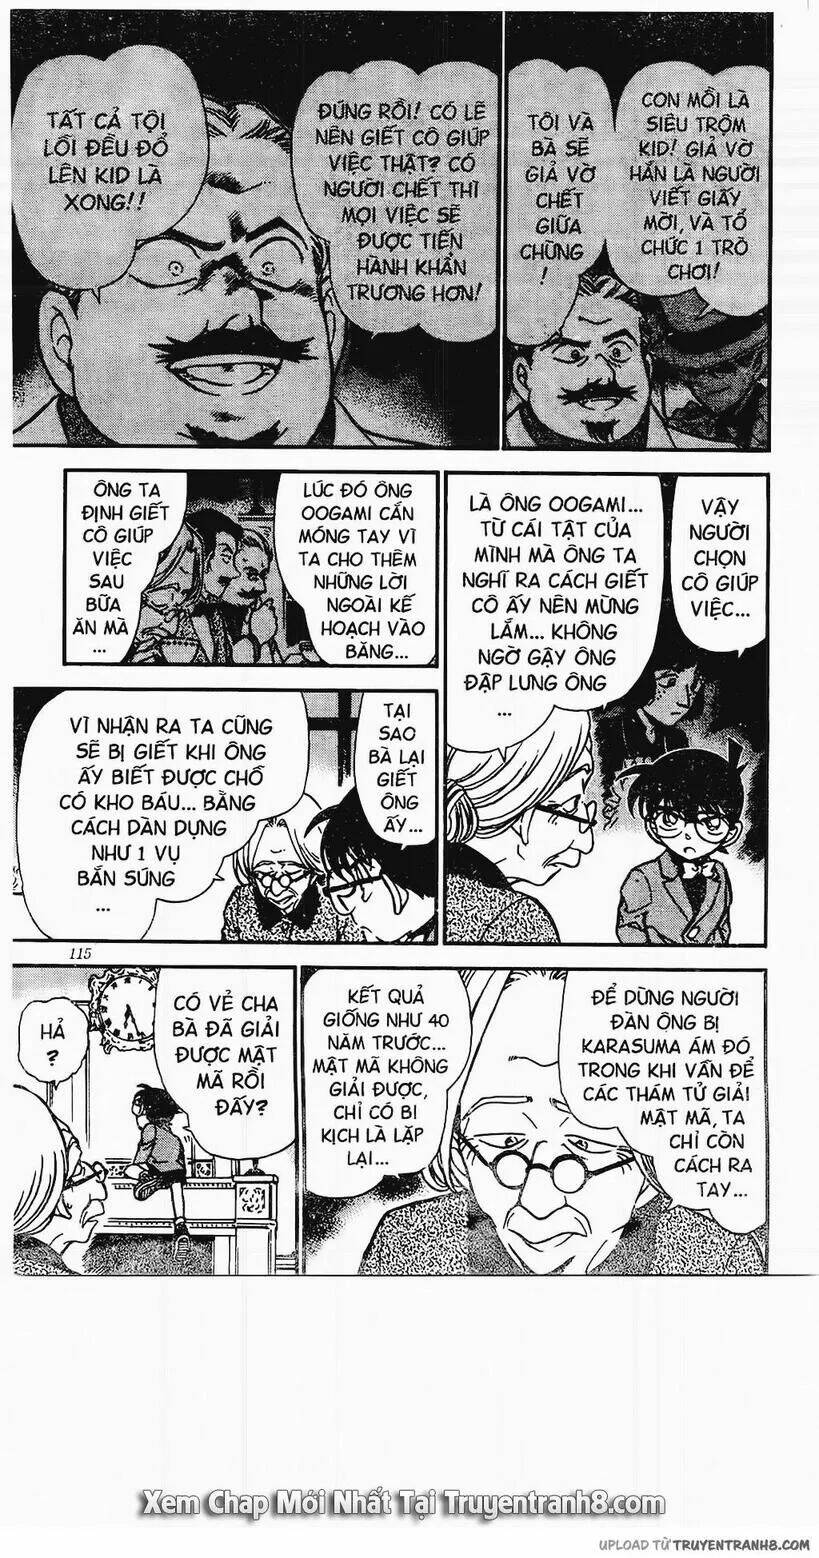 CON MỒI LÀ
SIÊU TRỘM
KID! GIẢ VỜ
HẮN LÀ NGƯỜI
VIẾT GIẤY
MỜI, VÀ TỔ
CHỨC 1 TRÒ
CHƠI!
TÔI VÀ
BÀ SẼ
GIẢ VỜ
CHẾT
GIỮA
CHỪNG
!
ĐÚNG RỒI! CÓ LẼ
NÊN GIẾT CÔ GIÚP
VIỆC THẬT? CÓ
NGƯỜI CHẾT THÌ
MỌI VIỆC SẼ
ĐƯỢC TIẾN
HÀNH KHẨN
TRƯƠNG HƠN!
TẤT CẢ TỘI
LỖI ĐỀU ĐỔ
LÊN KID LÀ
XONG!!
VẬY
NGƯỜI
CHỌN
CÔ GIÚP
VIỆC...
LÀ ÔNG OOGAMI...
TỪ CÁI TẬT CỦA
MÌNH MÀ ÔNG TA
NGHĨ RA CÁCH GIẾT
CÔ ẤY NÊN MỪNG
LẮM... KHÔNG
NGỜ GẬY ÔNG
ĐẬP LƯNG ÔNG
...
LÚC ĐÓ ÔNG
OOGAMI CẮN
MÓNG TAY VÌ
TA CHO THÊM
NHỮNG LỜI
NGOÀI KẾ
HOẠCH VÀO
BĂNG...
ÔNG TA
ĐỊNH GIẾT
CÔ GIÚP
VIỆC
SAU
BỮA
ĂN MÀ
...
TẠI
SAO
BÀ LẠI
GIẾT
ÔNG
ẤY...
VÌ NHẬN RA TA CŨNG
SẼ BỊ GIẾT KHI ÔNG
ẤY BIẾT ĐƯỢC CHỖ
CÓ KHO BÁU... BẰNG
CÁCH DÀN DỰNG
NHƯ 1 VỤ
BẮN SÚNG
...
115
ĐỂ DỪNG NGƯỜI
ĐÀN ÔNG BỊ
KARASUMA ÁM ĐÓ
TRONG KHI VẪN ĐỂ
CÁC THÁM TỬ GIẢI
MẬT MÃ, TA
CHỈ CÒN
CÁCH RA
TAY...
KẾT QUẢ
GIỐNG NHƯ 40
NĂM TRƯỚC...
MẬT MÃ KHÔNG
GIẢI ĐƯỢC,
CHỈ CÓ BI
KỊCH LÀ LẶP
LẠI...
CÓ VẺ CHA
BÀ ĐÃ GIẢI
ĐƯỢC MẬT
MÃ RỒI
ĐẤY?
HẢ
?
Xem Chap Mới Nhất Tại Truyentranh8.com
UPLOAD TỪ TRUYENTRANH8.COM